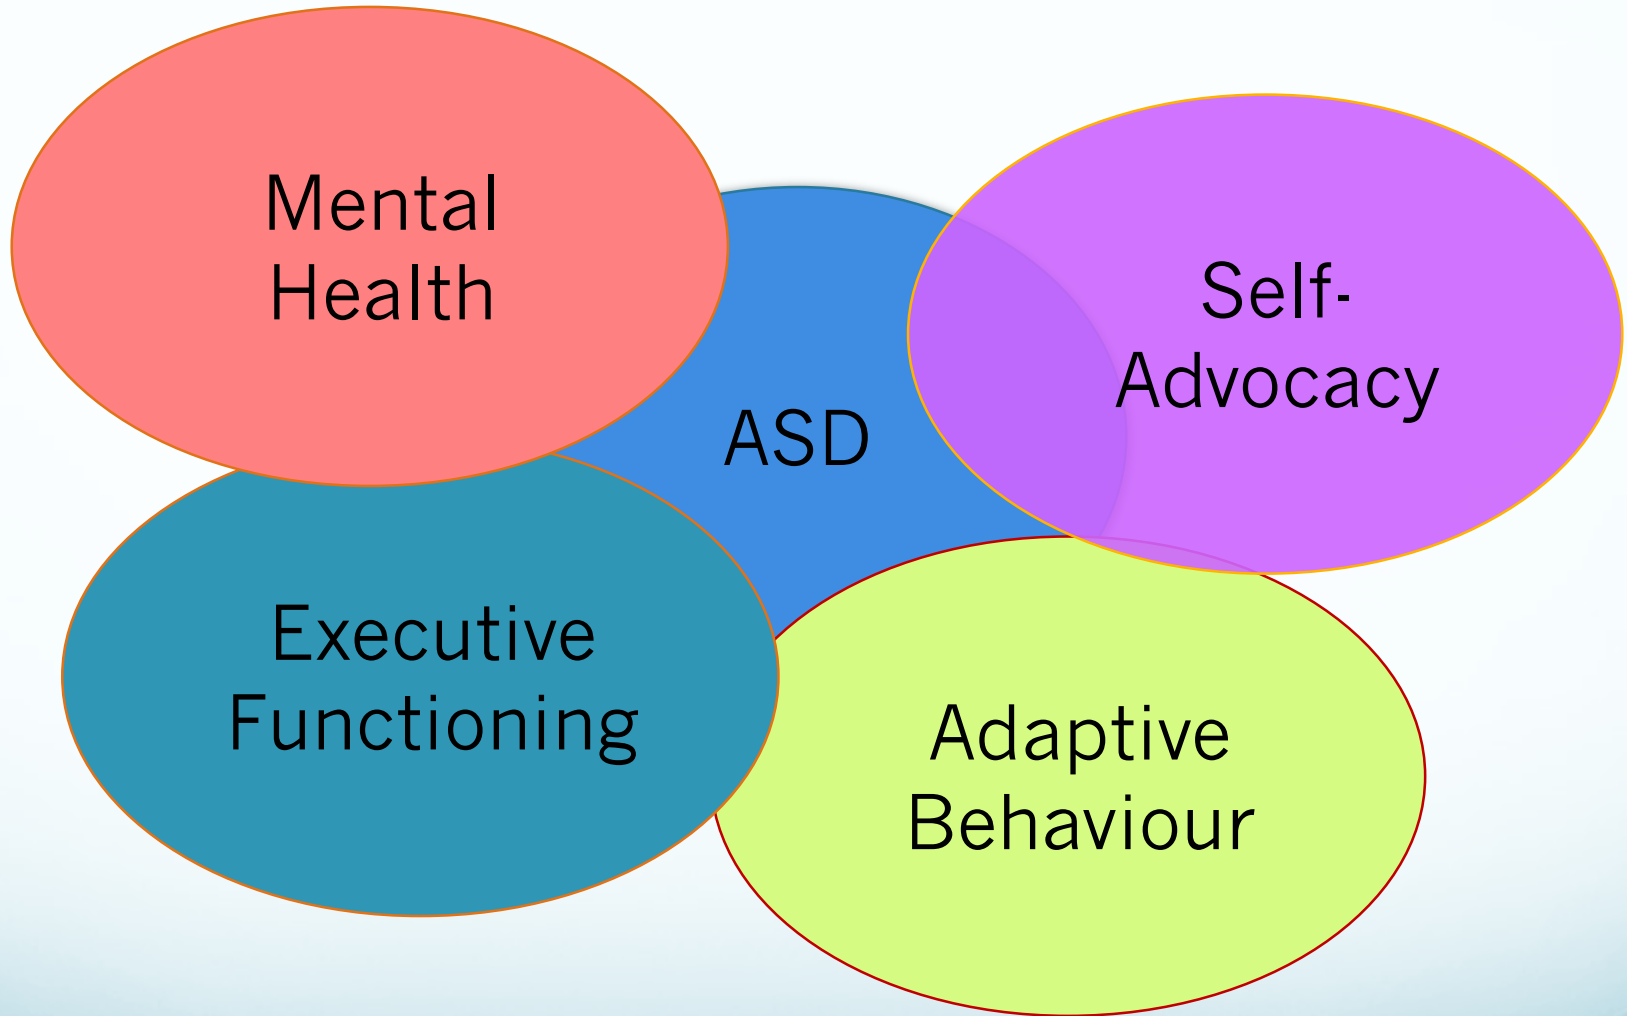 Mental
Health
Self-
Advocacy
ASD
Executive
Functioning
Adaptive
Behaviour